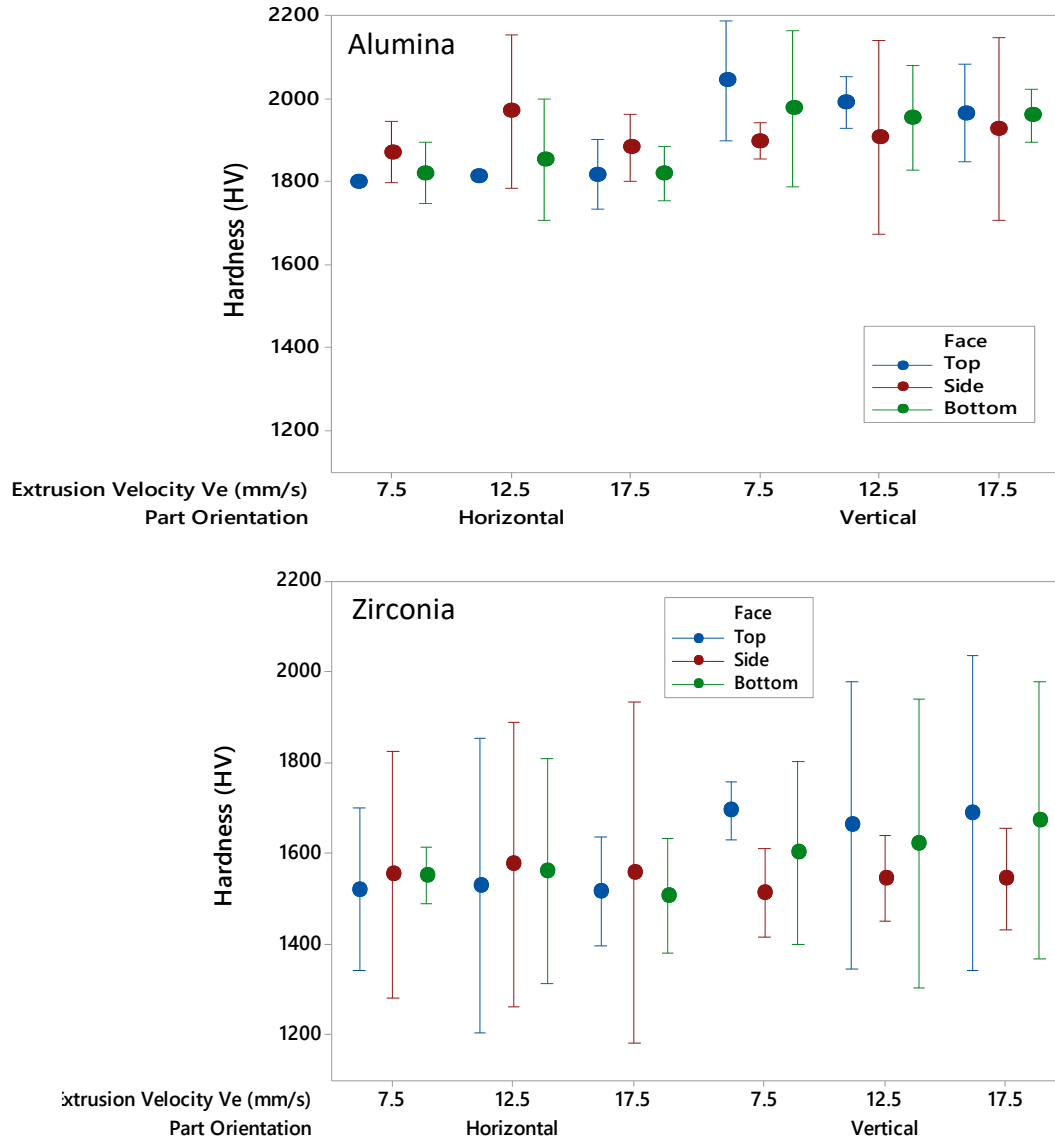 2200
Alumina
2000
1800
1600
1400
1200
Hardness (HV)
Face
Top
Side
Bottom
Extrusion Velocity Ve (mm/s)
7.5 12.5 17.5 7.5 12.5 17.5
Part Orientation Horizontal Vertical
2200
Zirconia
2000
1800
1600
1400
1200
Hardness (HV)
Face
Top
Side
Bottom
xtrusion Velocity Ve (mm/s) 7.5 12.5 17.5 7.5 12.5 17.5
Part Orientation Horizontal Vertical